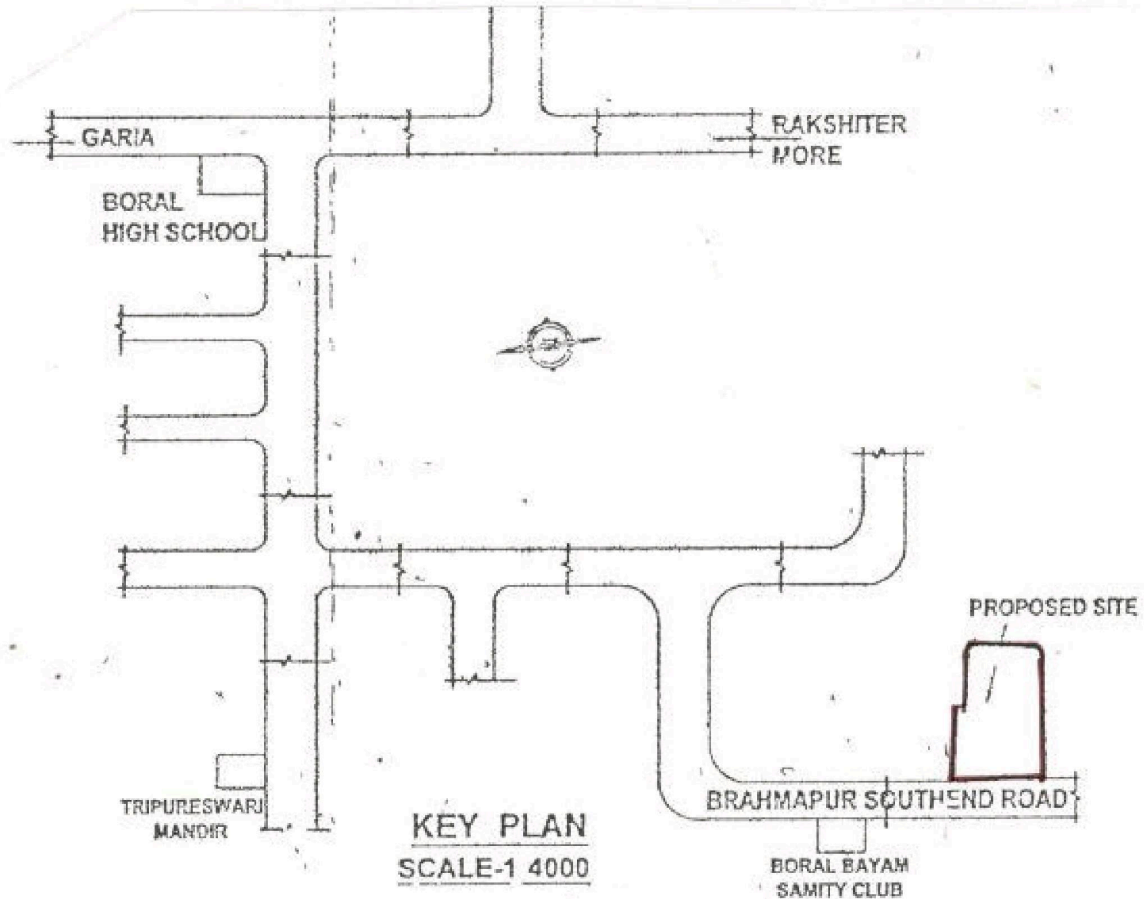 GARIA
RAKSHITER
MORE
BORAL
HIGH SCHOOL
PROPOSED SITE
BRAHMAPUR SOUTHEND ROAD
TRIPURESWARI
MANDIR
KEY PLAN
SCALE-1 4000
BORAL BAYAM
SAMITY CLUB